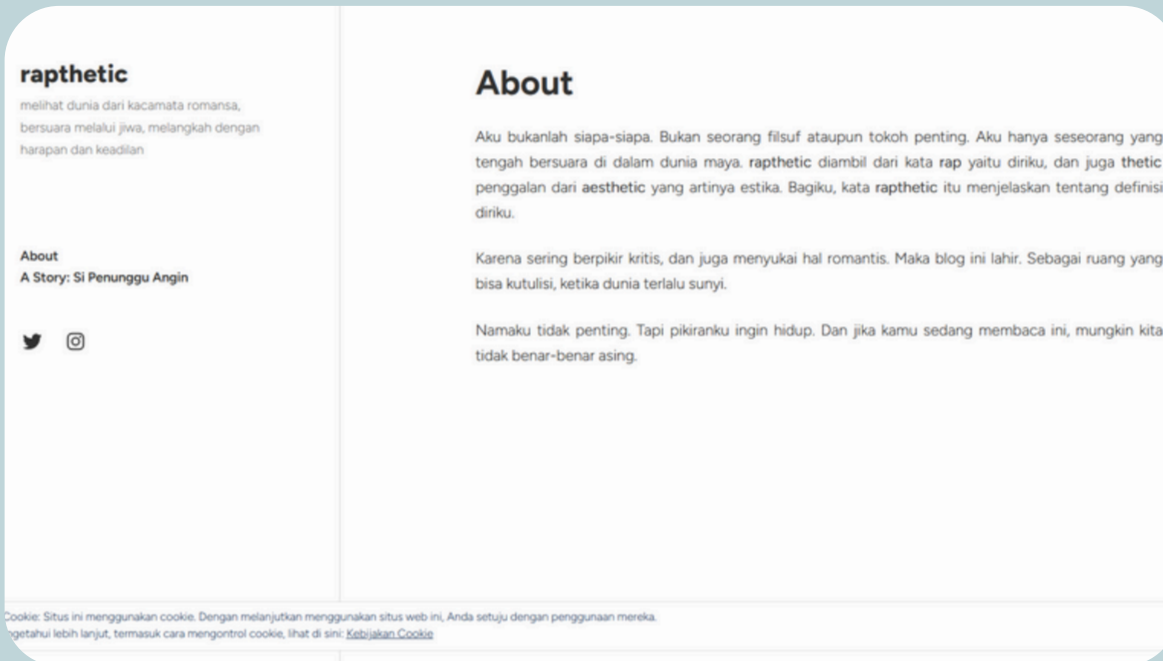 rapthetic
melihat dunia dari kacamata romansa,
bersuara melalui jiwa, melangkah dengan
harapan dan keadilan
About
A Story: Si Penunggu Angin
About
Aku bukanlah siapa-siapa. Bukan seorang filsuf ataupun tokoh penting. Aku hanya seseorang yang
tengah bersuara di dalam dunia maya. rapthetic diambil dari kata rap yaitu diriku, dan juga thetic
penggalan dari aesthetic yang artinya estika. Bagiku, kata rapthetic itu menjelaskan tentang definisi
diriku.
Karena sering berpikir kritis, dan juga menyukai hal romantis. Maka blog ini lahir. Sebagai ruang yang
bisa kutulisi, ketika dunia terlalu sunyi.
Namaku tidak penting. Tapi pikiranku ingin hidup. Dan jika kamu sedang membaca ini, mungkin kita
tidak benar-benar asing.
Cookie: Situs ini menggunakan cookie. Dengan melanjutkan menggunakan situs web ini, Anda setuju dengan penggunaan mereka.
getahui lebih lanjut, termasuk cara mengontrol cookie, lihat di sini: Kebijakan Cookie